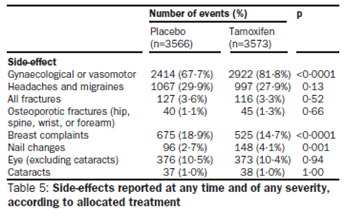 Number of events (%) p
Placebo Tamoxifen
(n=3566) (n=3573)
Side-effect
Gynaecological or vasomotor 2414 (67·7%) 2922 (81·8%) <0·0001
Headaches and migraines 1067 (29·9%) 997 (27·9%) 0·13
All fractures 127 (3·6%) 116 (3·3%) 0·52
Osteoporotic fractures (hip, 40 (1·1%) 45 (1·3%) 0·66
spine, wrist, or forearm)
Breast complaints 675 (18·9%) 525 (14·7%) <0·0001
Nail changes 96 (2·7%) 148 (4·1%) 0·001
Eye (excluding cataracts) 376 (10·5%) 373 (10·4%) 0·94
Cataracts 37 (1·0%) 38 (1·0%) 1·00
Table 5: Side-effects reported at any time and of any severity,
according to allocated treatment